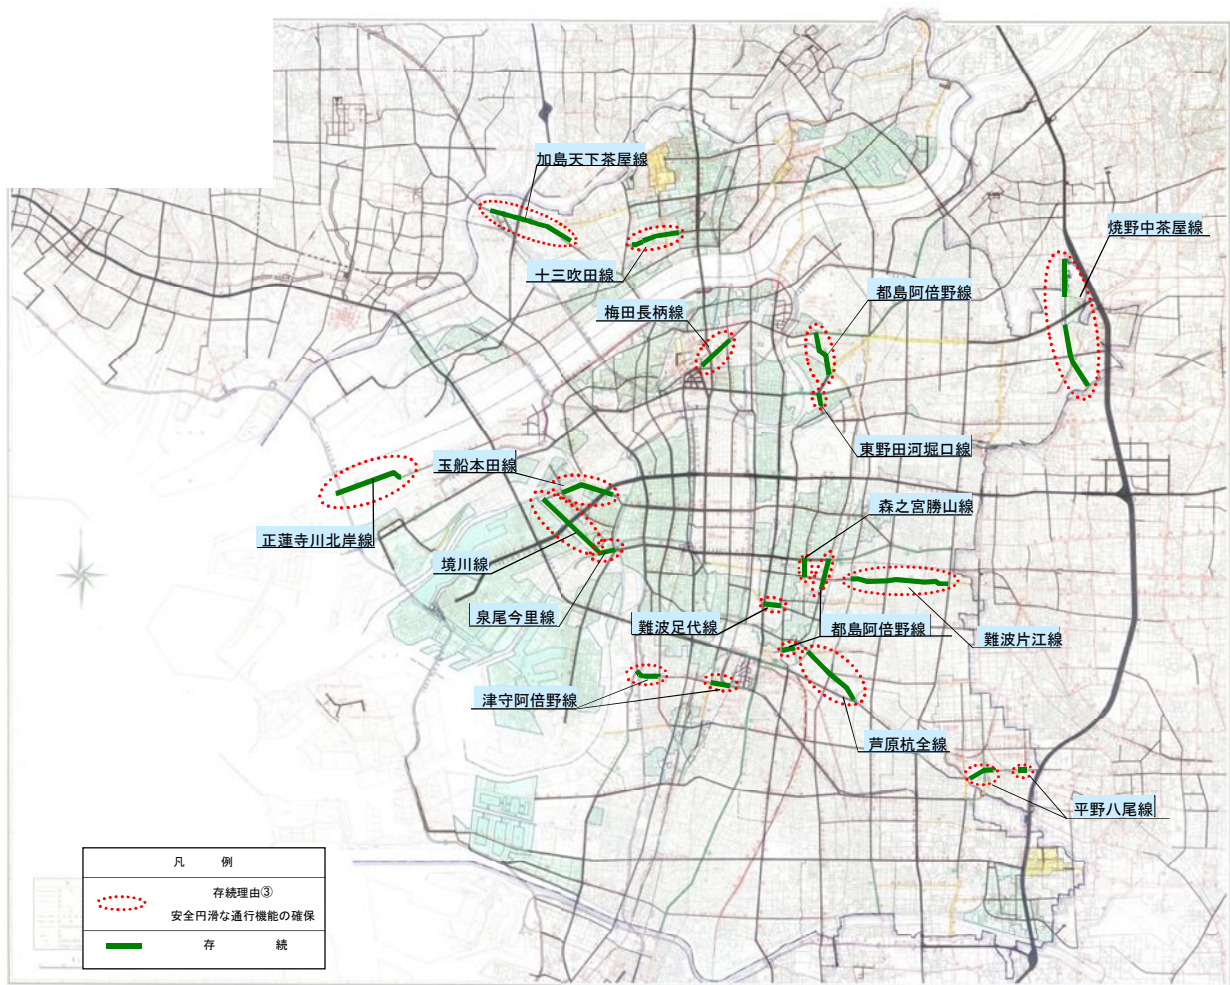 加島天下茶屋線
焼野中茶屋線
十三吹田線
都島阿倍野線
梅田長柄線
東野田河堀口線
玉船本田線
森之宮勝山線
正蓮寺川北岸線
境川線
泉尾今里線
難波足代線
都島阿倍野線
難波片江線
津守阿倍野線
芦原杭全線
平野八尾線
凡 例
存続理由③
安全円滑な通行機能の確保
存 続